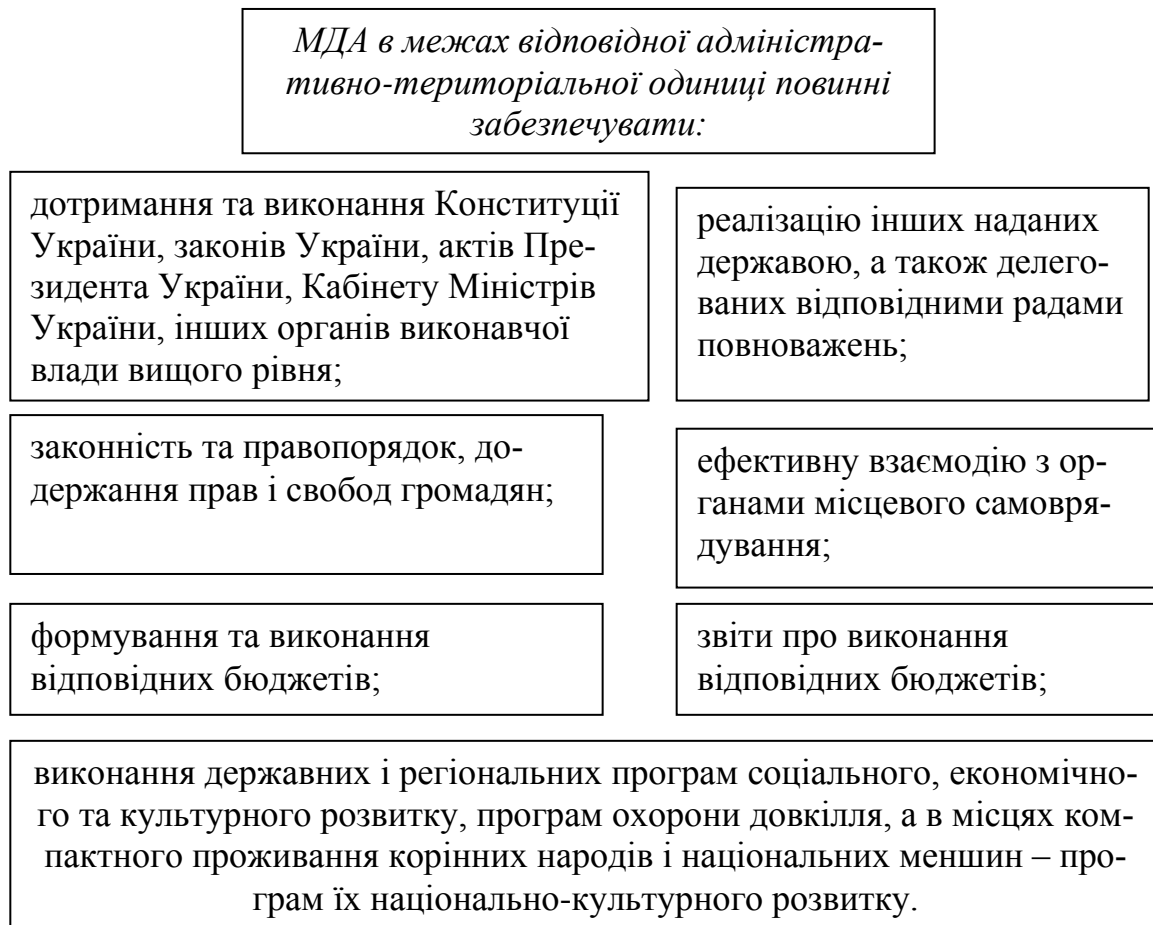 МДА в межах відповідної адміністра-
тивно-територіальної одиниці повинні
забезпечувати:
дотримання та виконання Конституції
України, законів України, актів Пре-
зидента України, Кабінету Міністрів
України, інших органів виконавчої
влади вищого рівня;
реалізацію інших наданих
державою, а також делего-
ваних відповідними радами
повноважень;
законність та правопорядок, до-
держання прав і свобод громадян;
ефективну взаємодію з ор-
ганами місцевого самовря-
дування;
формування та виконання
відповідних бюджетів;
звіти про виконання
відповідних бюджетів;
виконання державних і регіональних програм соціального, економічно-
го та культурного розвитку, програм охорони довкілля, а в місцях ком-
пактного проживання корінних народів і національних меншин – про-
грам їх національно-культурного розвитку.